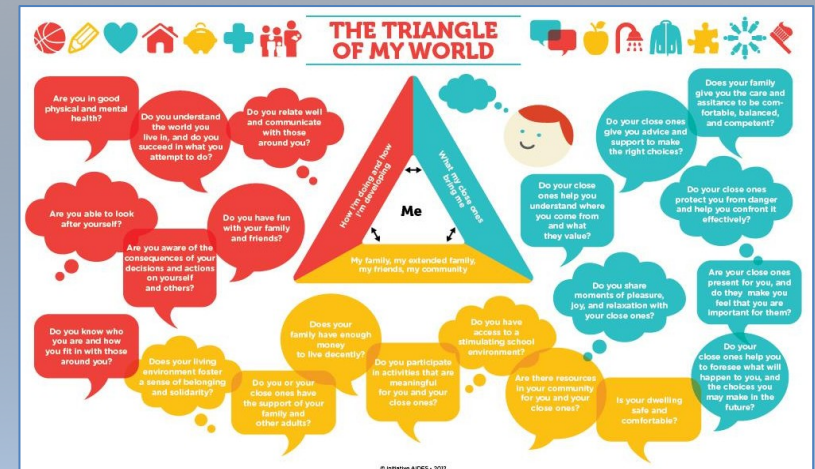 THE TRIANGLE
OF MY WORLD
Are you in good
physical and mental
health?
Do you understand
the world you
live in, and do you
succeed in what you
attempt to do?
Do you relate well
and communicate
with those
around you?
Are you able to look
after yourself?
Are you aware of the
consequences of your
decisions and actions
on yourself
and others?
Do you have fun
with your family
and friends?
Do you know who
you are and how
you fit in with those
around you?
How I'm doing and how
I'm developing
What my close ones
bring me
Me
My family, my extended family,
my friends, my community
Does your family
give you the care and
assitance to be com-
fortable, balanced,
and competent?
Do your close ones
give you advice and
support to make
the right choices?
Do your close ones
protect you from danger
and help you confront it
effectively?
Do your close
ones help you
understand where
you come from
and what
they value?
Are your close ones
present for you, and
do they make you
feel that you are
important for them?
Do you share
moments of pleasure,
joy, and relaxation with
your close ones?
Do your
close ones help you
to foresee what will
happen to you, and
the choices you
may make in the
future?
Does your living
environment foster
a sense of belonging
and solidarity?
Do you or your
close ones have
the support of your
family and
other adults?
Does your
family have enough
money
to live decently?
Do you participate
in activities that are
meaningful
for you and your
close ones?
Do you have
access to a
stimulating school
environment?
Are there resources
in your community
for you and your
close ones?
Is your dwelling
safe and
comfortable?
© Initiative AIDES - 2013